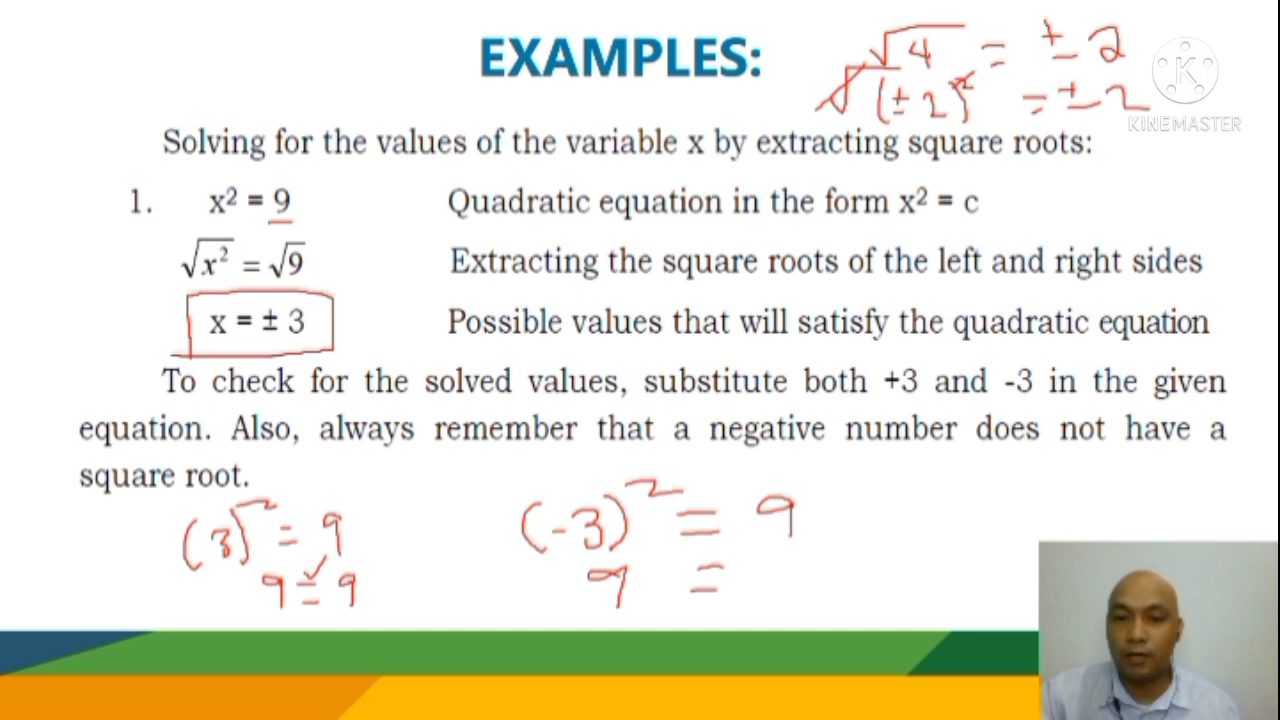 EXAMPLES:
√4 = ±2
√(±2)² = ±2
KINEMASTER
Solving for the values of the variable x by extracting square roots:
1. x² = 9 Quadratic equation in the form x² = c
√x² = √9 Extracting the square roots of the left and right sides
x = ± 3 Possible values that will satisfy the quadratic equation
To check for the solved values, substitute both +3 and -3 in the given
equation. Also, always remember that a negative number does not have a
square root.
(3)² = 9 (-3)² = 9
9 = 9 9 =